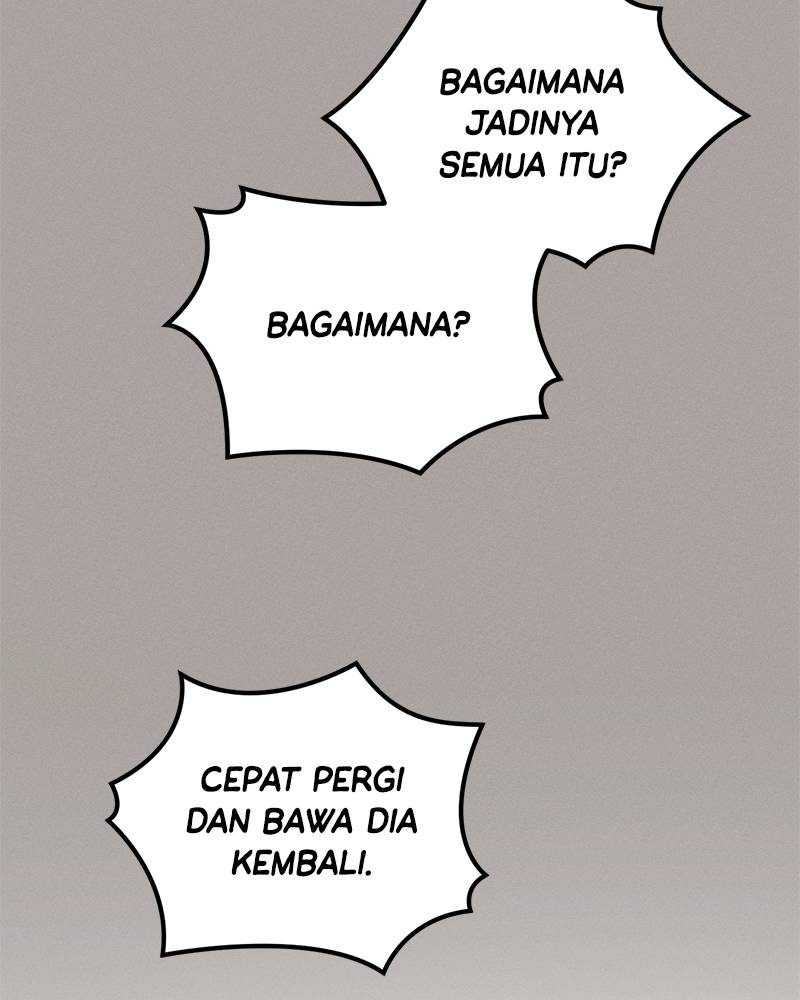 BAGAIMANA
JADINYA
SEMUA ITU?
BAGAIMANA?
CEPAT PERGI
DAN BAWA DIA
KEMBALI.